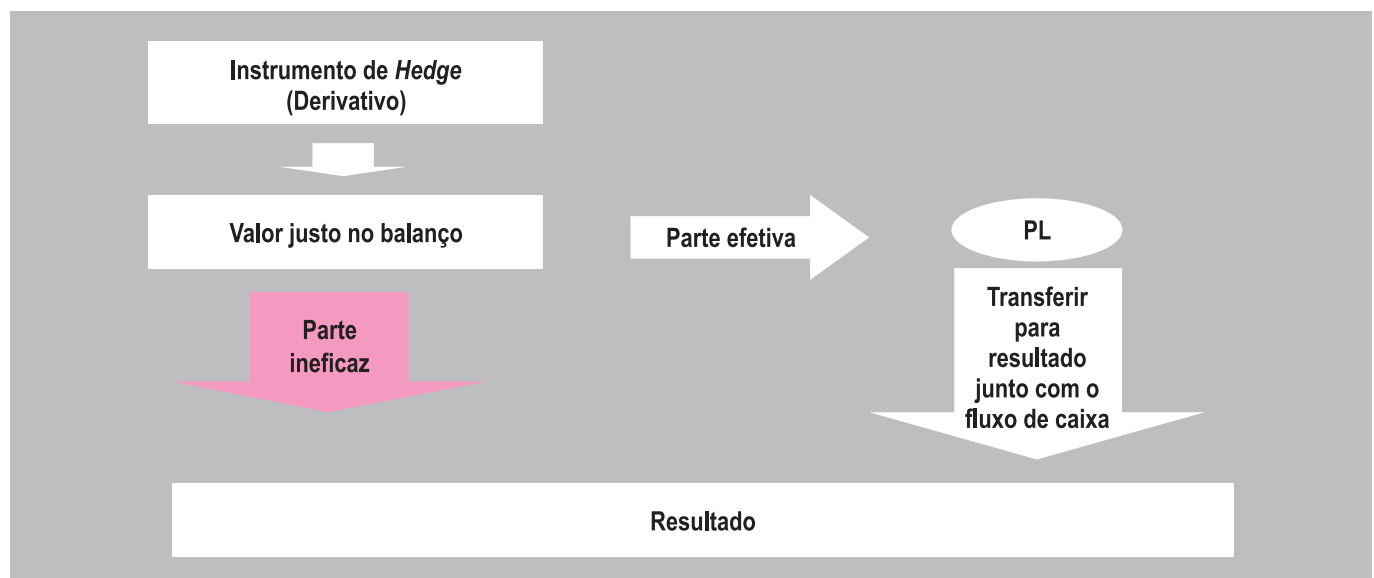 Instrumento de Hedge
(Derivativo)
Valor justo no balanço
Parte efetiva
PL
Parte
ineficaz
Transferir
para
resultado
junto com o
fluxo de caixa
Resultado